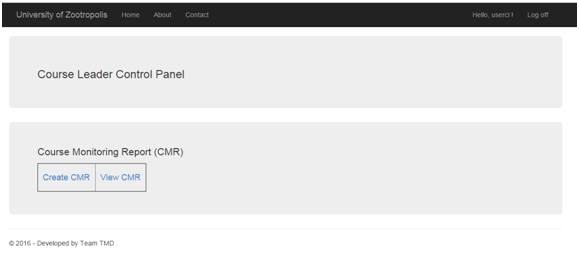 University of Zootropolis Home About Contact Hello, usercl! Log off
Course Leader Control Panel
Course Monitoring Report (CMR)
Create CMR View CMR
© 2016 - Developed by Team TMD